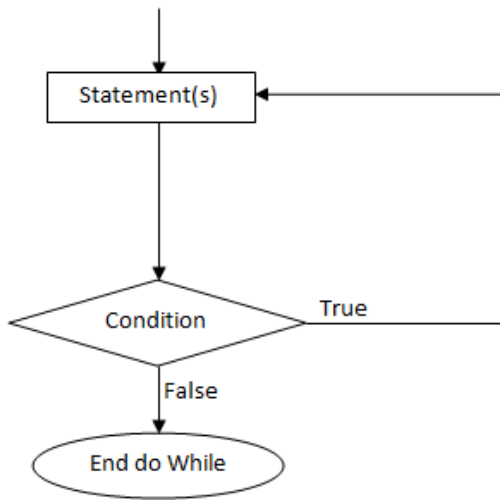 Statement(s)
Condition
True
False
End do While